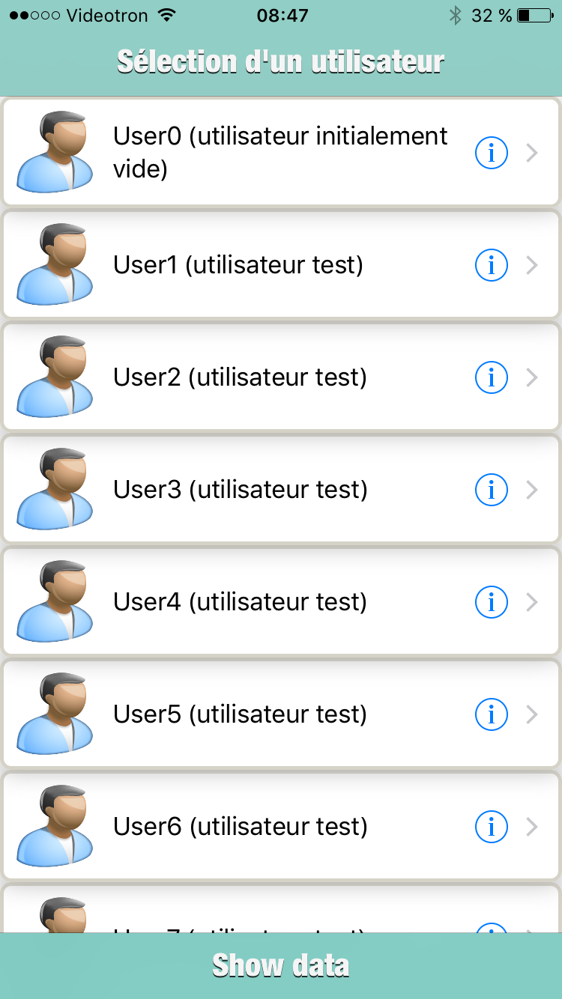 Videotron 08:47 32 %
Sélection d'un utilisateur
User0 (utilisateur initialement
vide)
User1 (utilisateur test)
User2 (utilisateur test)
User3 (utilisateur test)
User4 (utilisateur test)
User5 (utilisateur test)
User6 (utilisateur test)
Show data